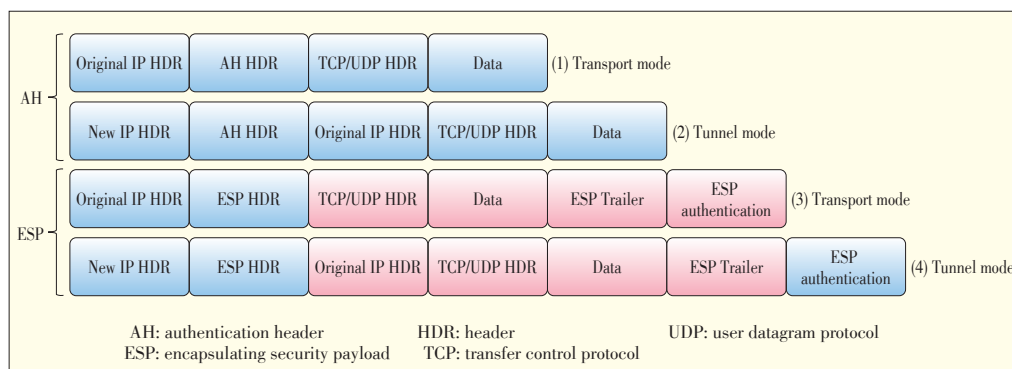 AH
Original IP HDR AH HDR TCP/UDP HDR Data (1) Transport mode
New IP HDR AH HDR Original IP HDR TCP/UDP HDR Data (2) Tunnel mode
ESP
Original IP HDR ESP HDR TCP/UDP HDR Data ESP Trailer ESP authentication (3) Transport mode
New IP HDR ESP HDR Original IP HDR TCP/UDP HDR Data ESP Trailer ESP authentication (4) Tunnel mode
AH: authentication header HDR: header UDP: user datagram protocol
ESP: encapsulating security payload TCP: transfer control protocol